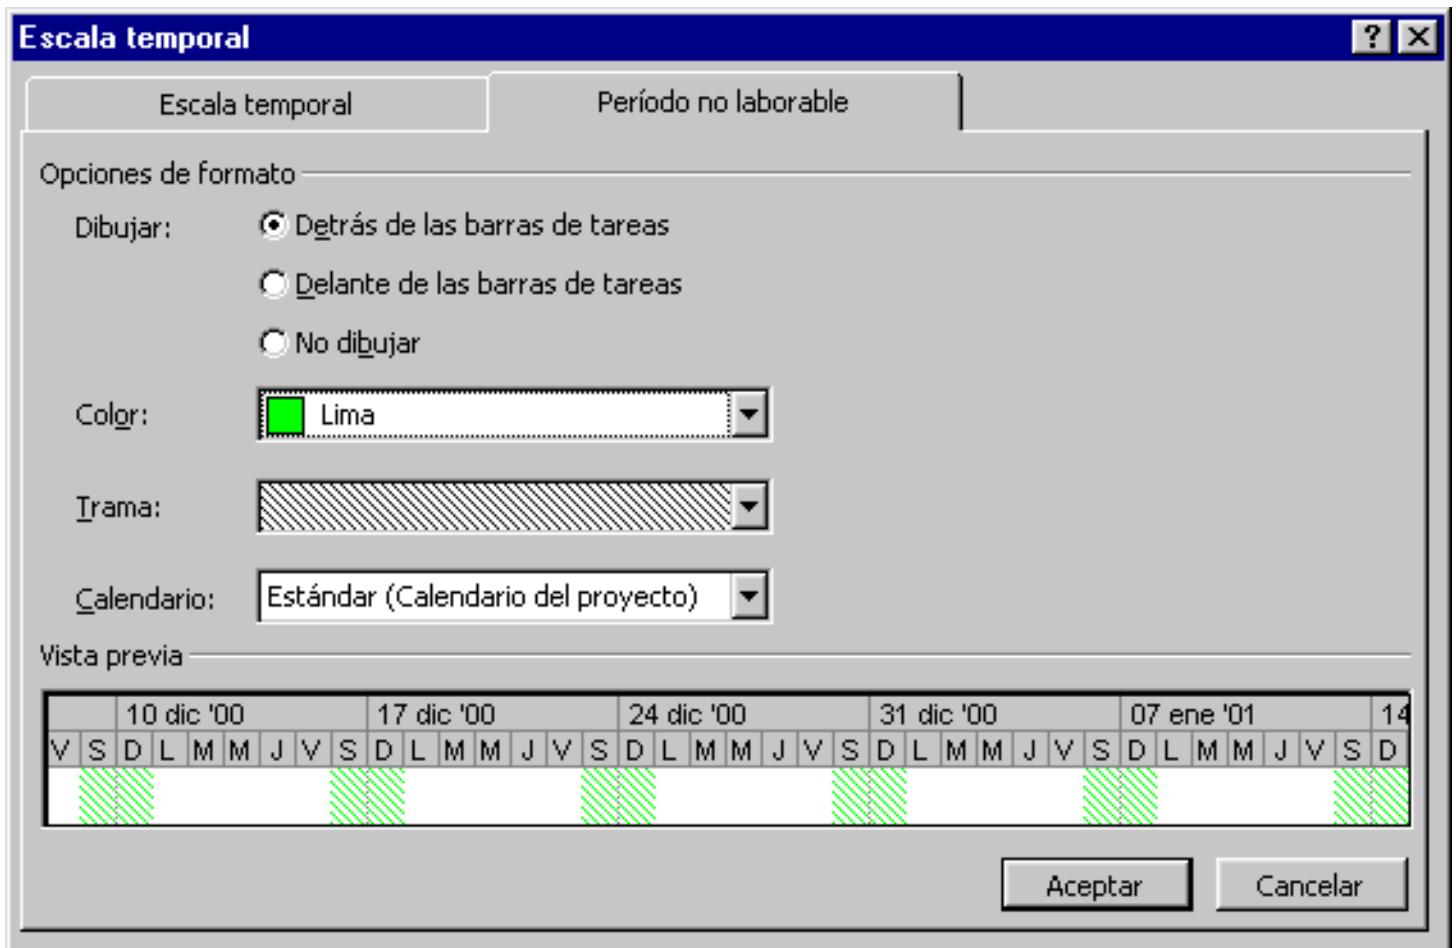 Escala temporal
Escala temporal Período no laborable
Opciones de formato
Dibujar: Detrás de las barras de tareas
Delante de las barras de tareas
No dibujar
Color: Lima
Trama:
Calendario: Estándar (Calendario del proyecto)
Vista previa
10 dic '00 17 dic '00 24 dic '00 31 dic '00 07 ene '01 14
V S D L M M J V S D L M M J V S D L M M J V S D L M M J V S D L M M J V S D
Aceptar Cancelar